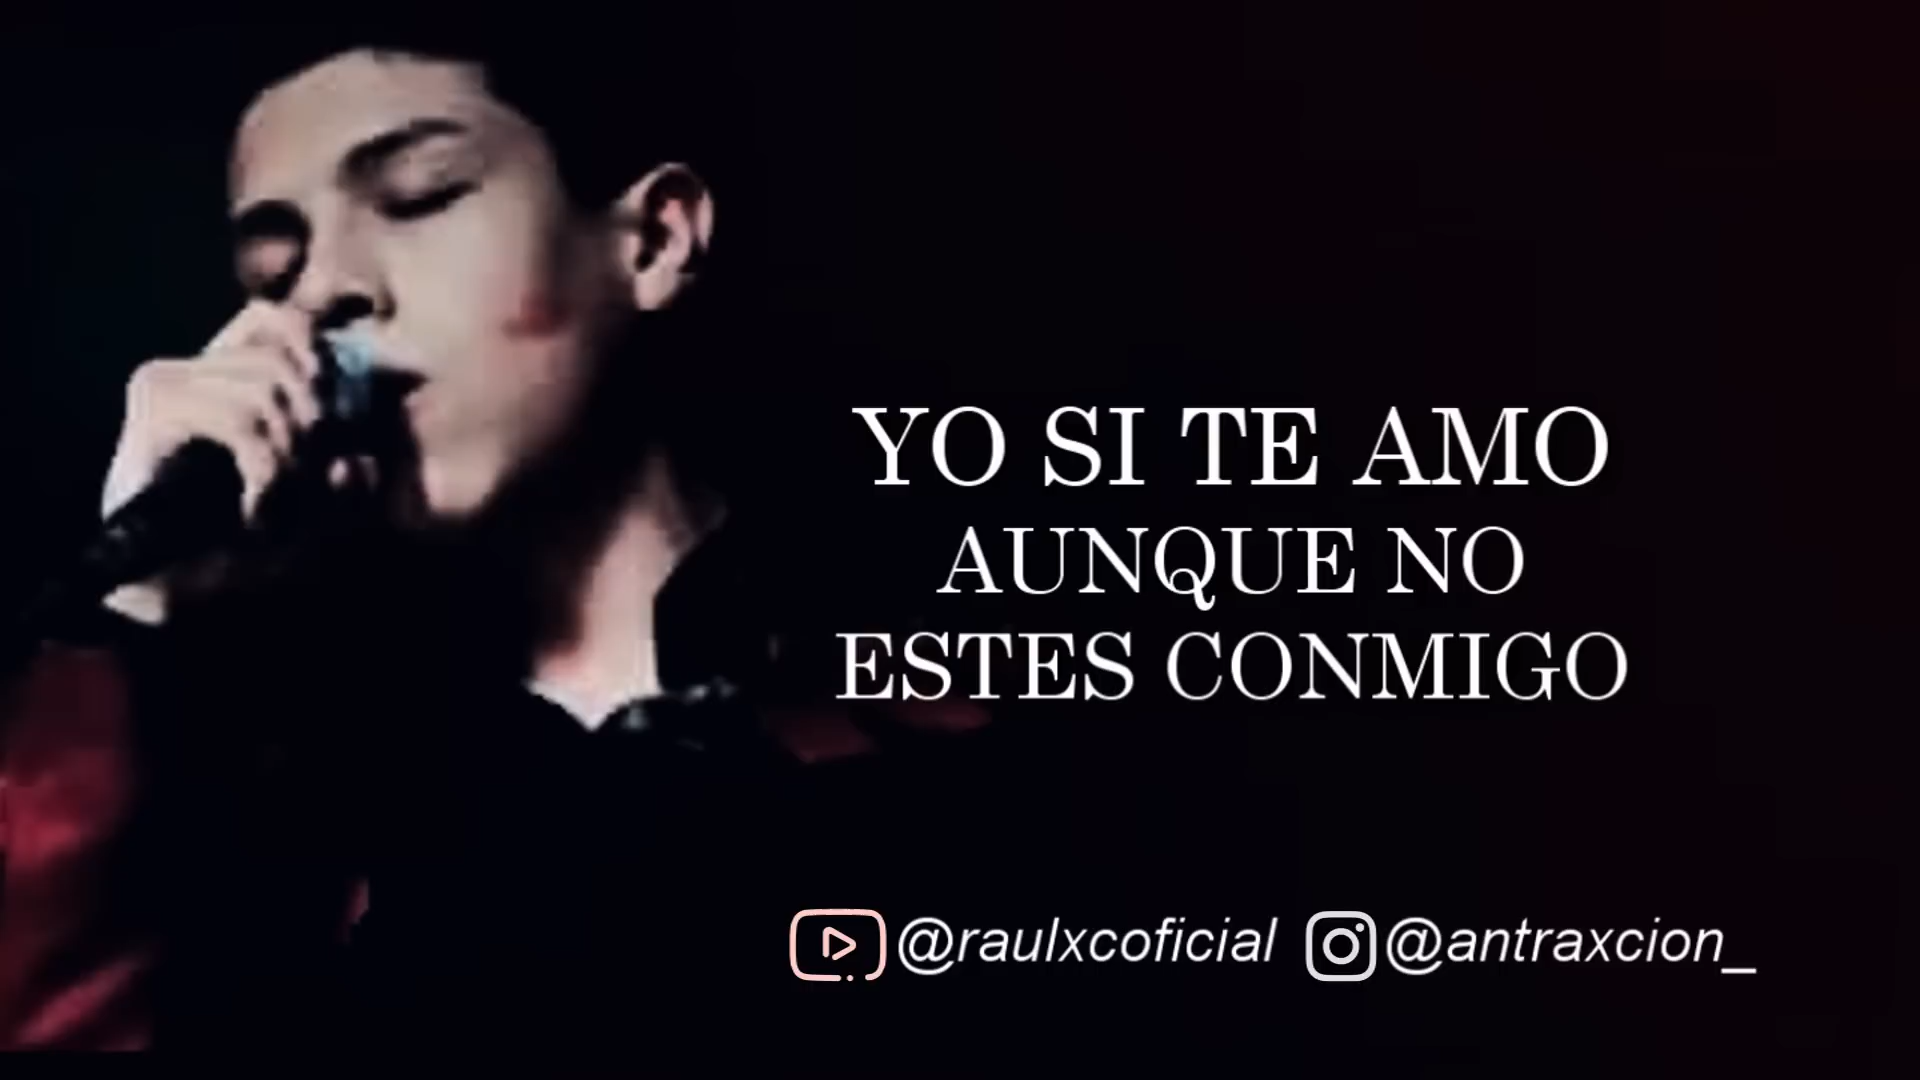 YO SI TE AMO
AUNQUE NO
ESTES CONMIGO
@raulxcoficial @antraxcion_